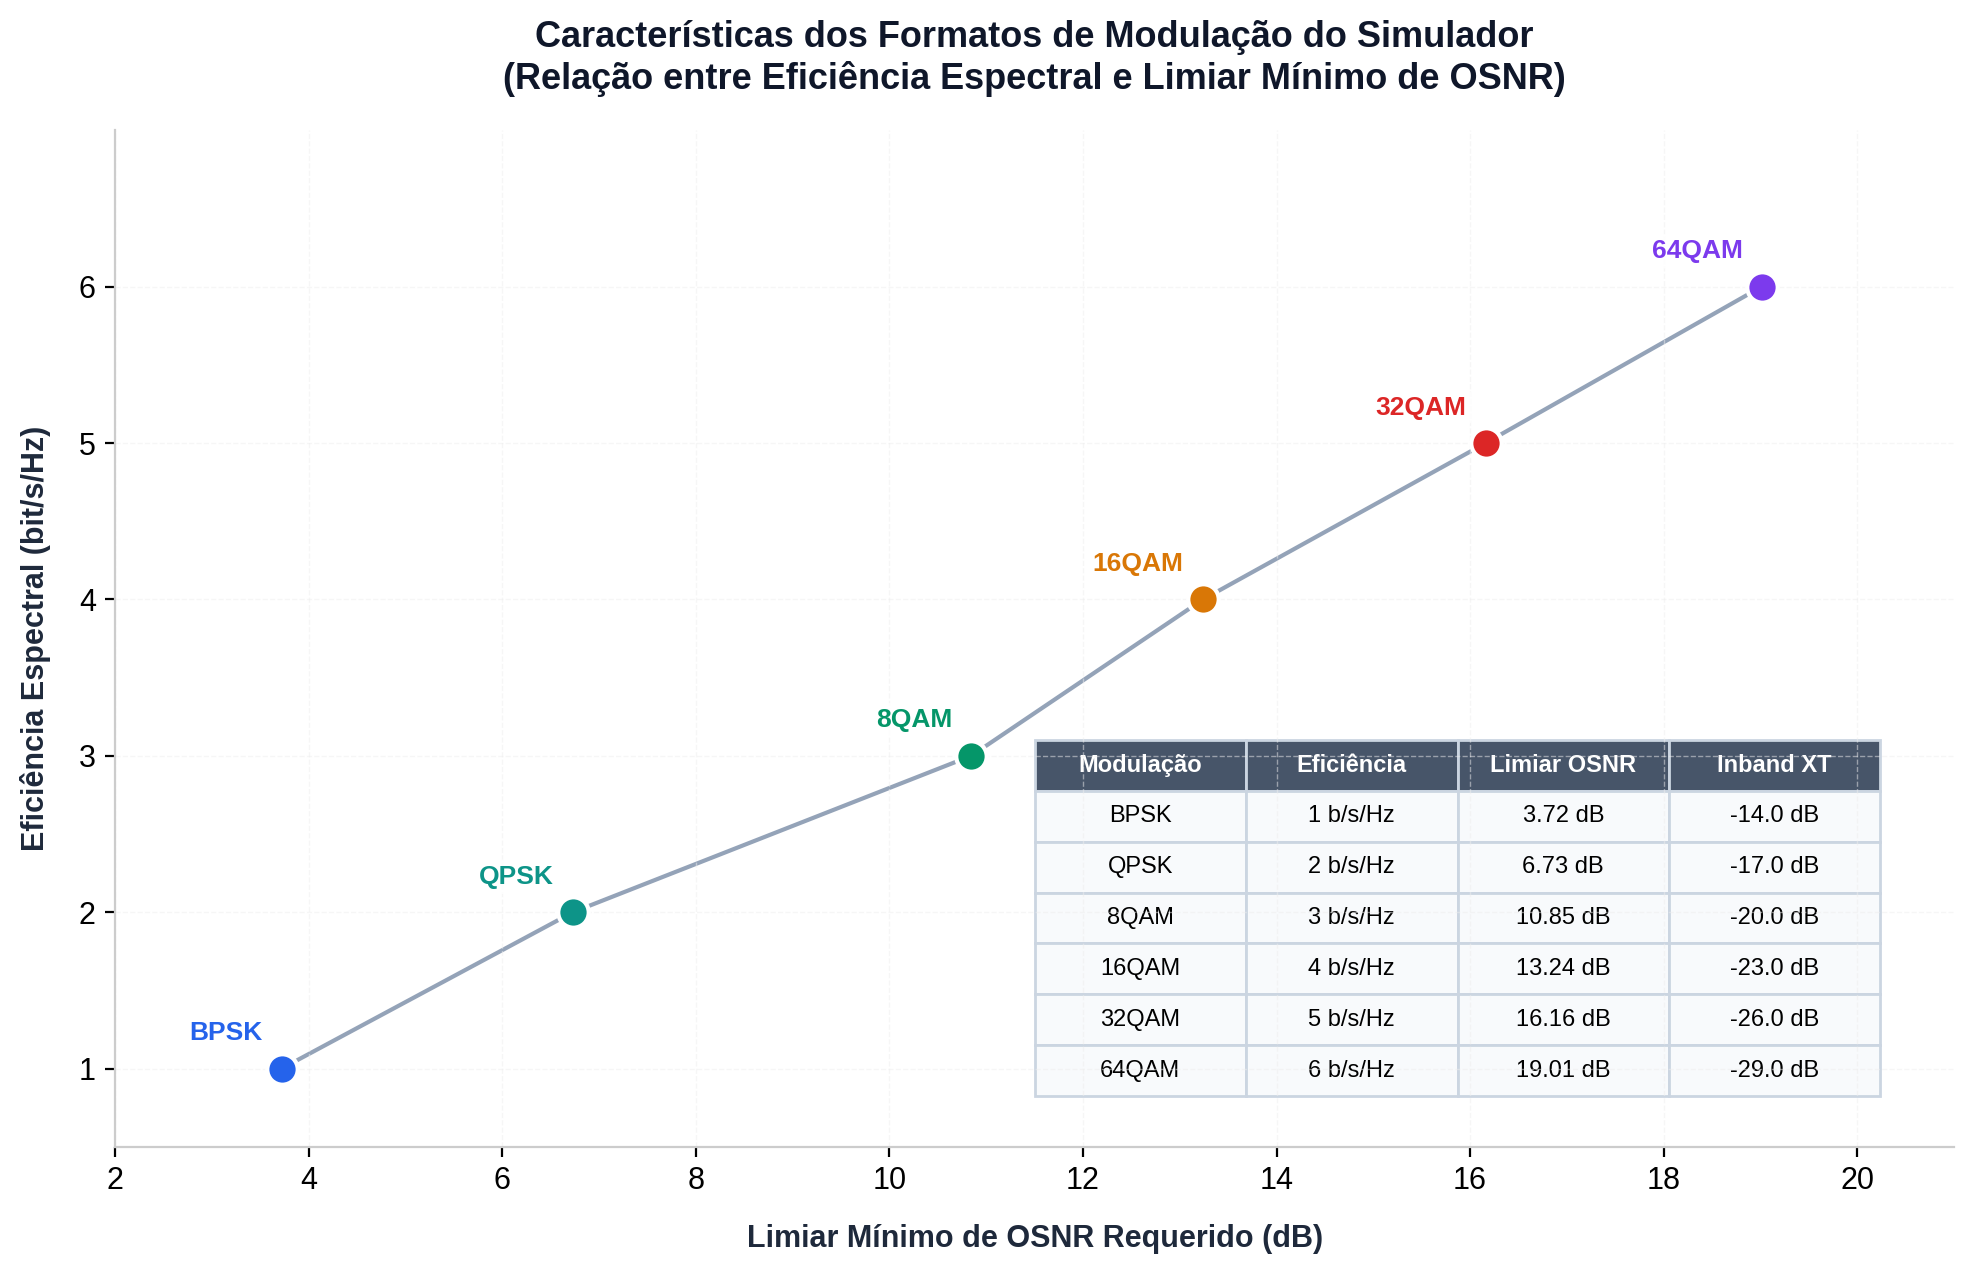 Características dos Formatos de Modulação do Simulador
(Relação entre Eficiência Espectral e Limiar Mínimo de OSNR)
Eficiência Espectral (bit/s/Hz)
6
5
4
3
2
1
64QAM
32QAM
16QAM
8QAM
QPSK
BPSK
Modulação Eficiência Limiar OSNR Inband XT
BPSK 1 b/s/Hz 3.72 dB -14.0 dB
QPSK 2 b/s/Hz 6.73 dB -17.0 dB
8QAM 3 b/s/Hz 10.85 dB -20.0 dB
16QAM 4 b/s/Hz 13.24 dB -23.0 dB
32QAM 5 b/s/Hz 16.16 dB -26.0 dB
64QAM 6 b/s/Hz 19.01 dB -29.0 dB
2 4 6 8 10 12 14 16 18 20
Limiar Mínimo de OSNR Requerido (dB)